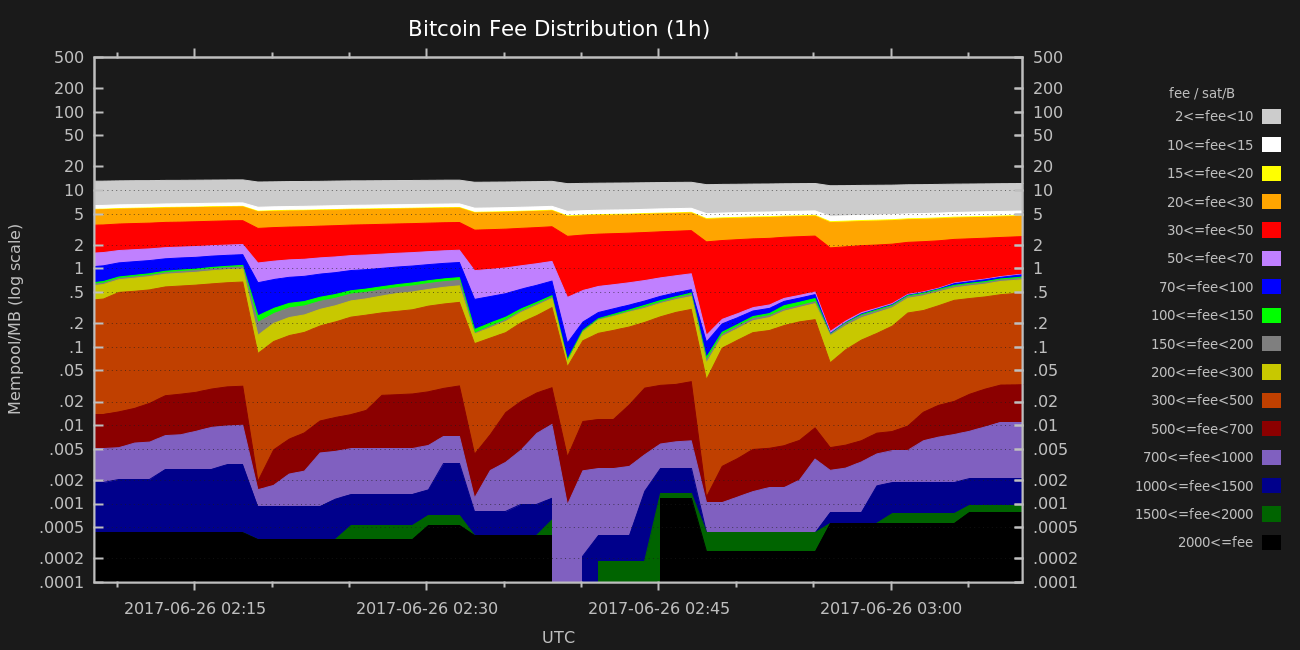 Bitcoin Fee Distribution (1h)
500
200
100
50
20
10
5
2
1
.5
.2
.1
.05
.02
.01
.005
.002
.001
.0005
.0002
.0001
Mempool/MB (log scale)
500
200
100
50
20
10
5
2
1
.5
.2
.1
.05
.02
.01
.005
.002
.001
.0005
.0002
.0001
2017-06-26 02:15
2017-06-26 02:30
2017-06-26 02:45
2017-06-26 03:00
UTC
fee / sat/B
2<=fee<10
10<=fee<15
15<=fee<20
20<=fee<30
30<=fee<50
50<=fee<70
70<=fee<100
100<=fee<150
150<=fee<200
200<=fee<300
300<=fee<500
500<=fee<700
700<=fee<1000
1000<=fee<1500
1500<=fee<2000
2000<=fee